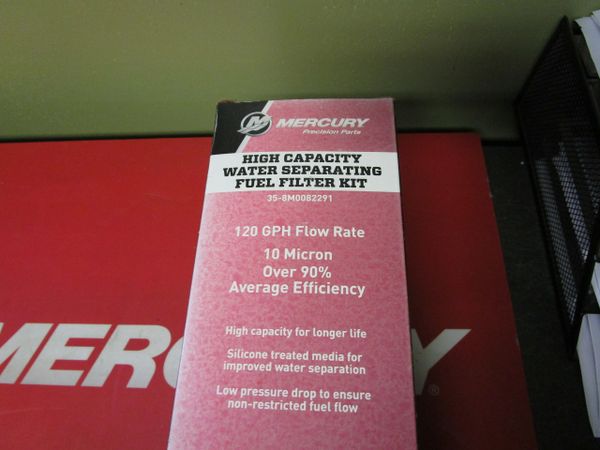 MERCURY
Precision Parts
HIGH CAPACITY
WATER SEPARATING
FUEL FILTER KIT
35-8M0082291
120 GPH Flow Rate
10 Micron
Over 90%
Average Efficiency
High capacity for longer life
Silicone treated media for
improved water separation
Low pressure drop to ensure
non-restricted fuel flow
MERC
Y®